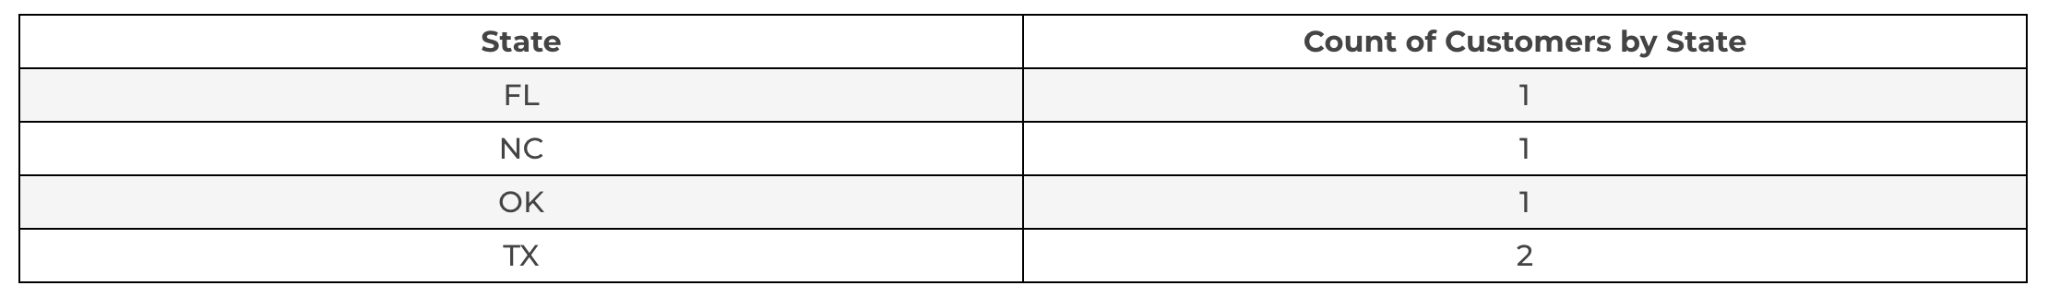 State Count of Customers by State
FL 1
NC 1
OK 1
TX 2